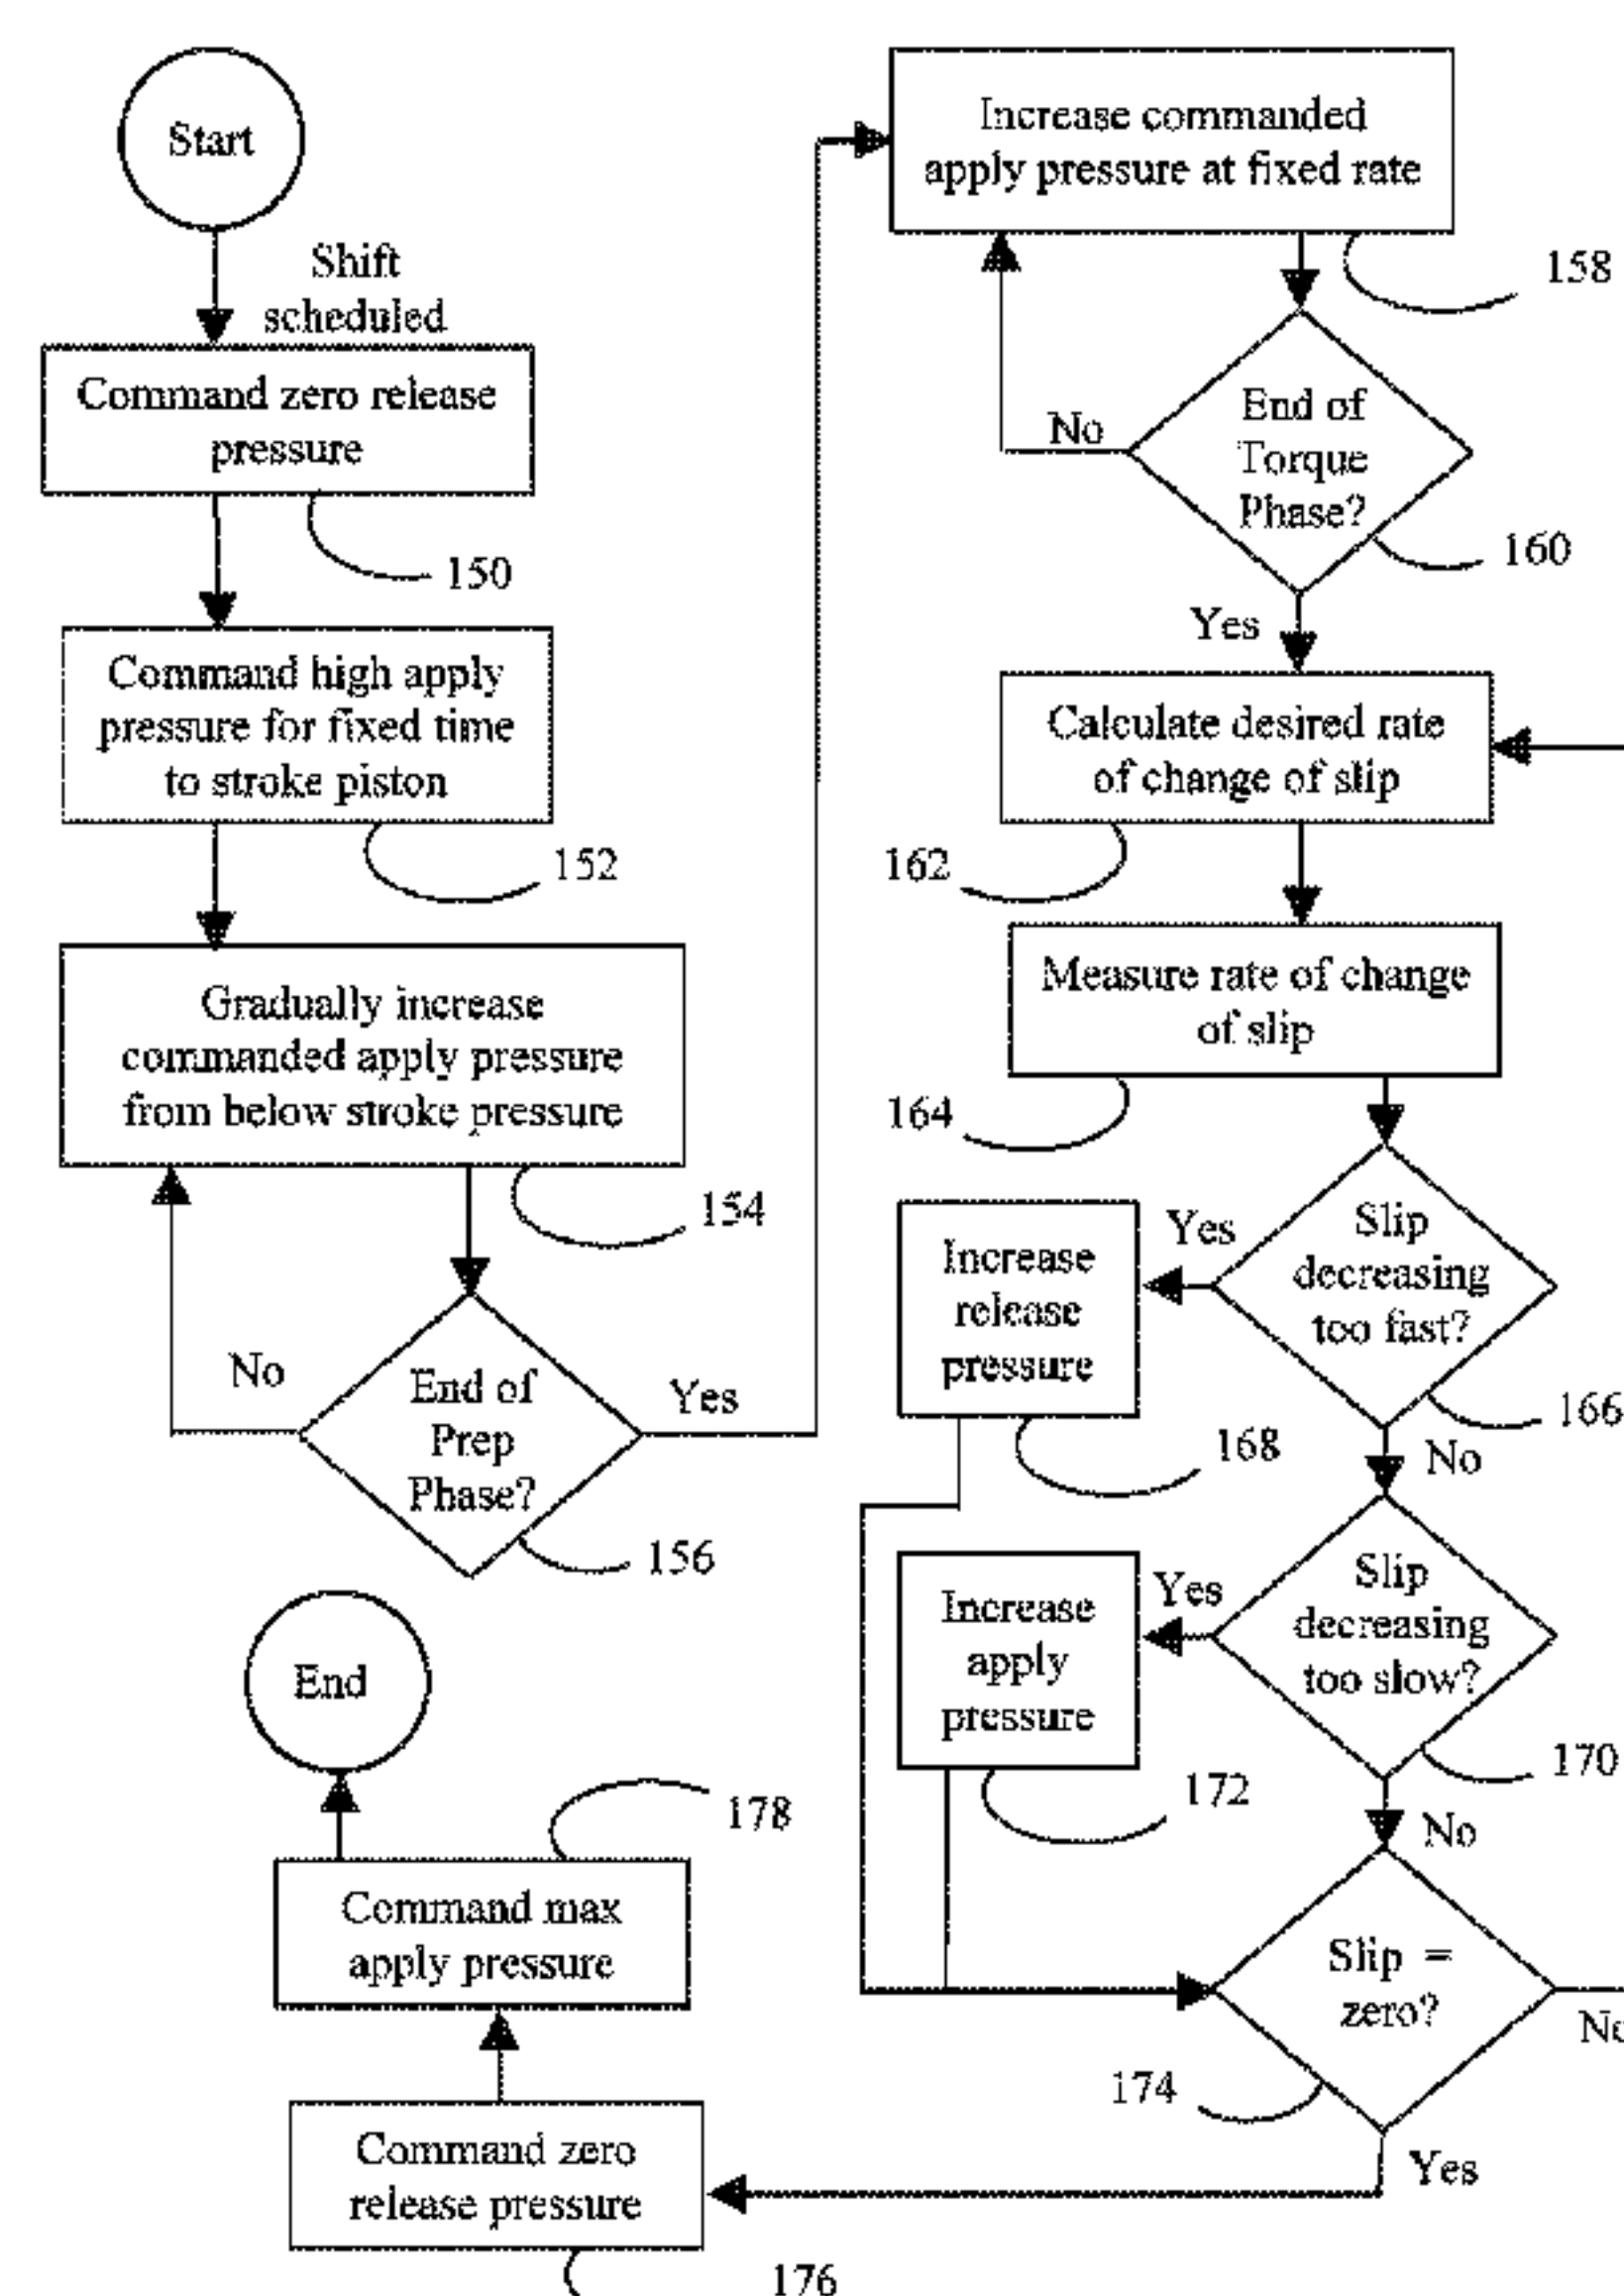 Start
Shift
scheduled
Command zero release
pressure
150
Command high apply
pressure for fixed time
to stroke piston
152
Gradually increase
commanded apply pressure
from below stroke pressure
154
No
End of
Prep
Phase?
Yes
156
Increase commanded
apply pressure at fixed rate
158
No
End of
Torque
Phase?
160
Yes
Calculate desired rate
of change of slip
162
Measure rate of change
of slip
164
Slip
decreasing
too fast?
Yes
166
Increase
release
pressure
168
No
Slip
decreasing
too slow?
Yes
170
Increase
apply
pressure
172
No
Slip =
zero?
No
174
Yes
Command zero
release pressure
176
Command max
apply pressure
178
End